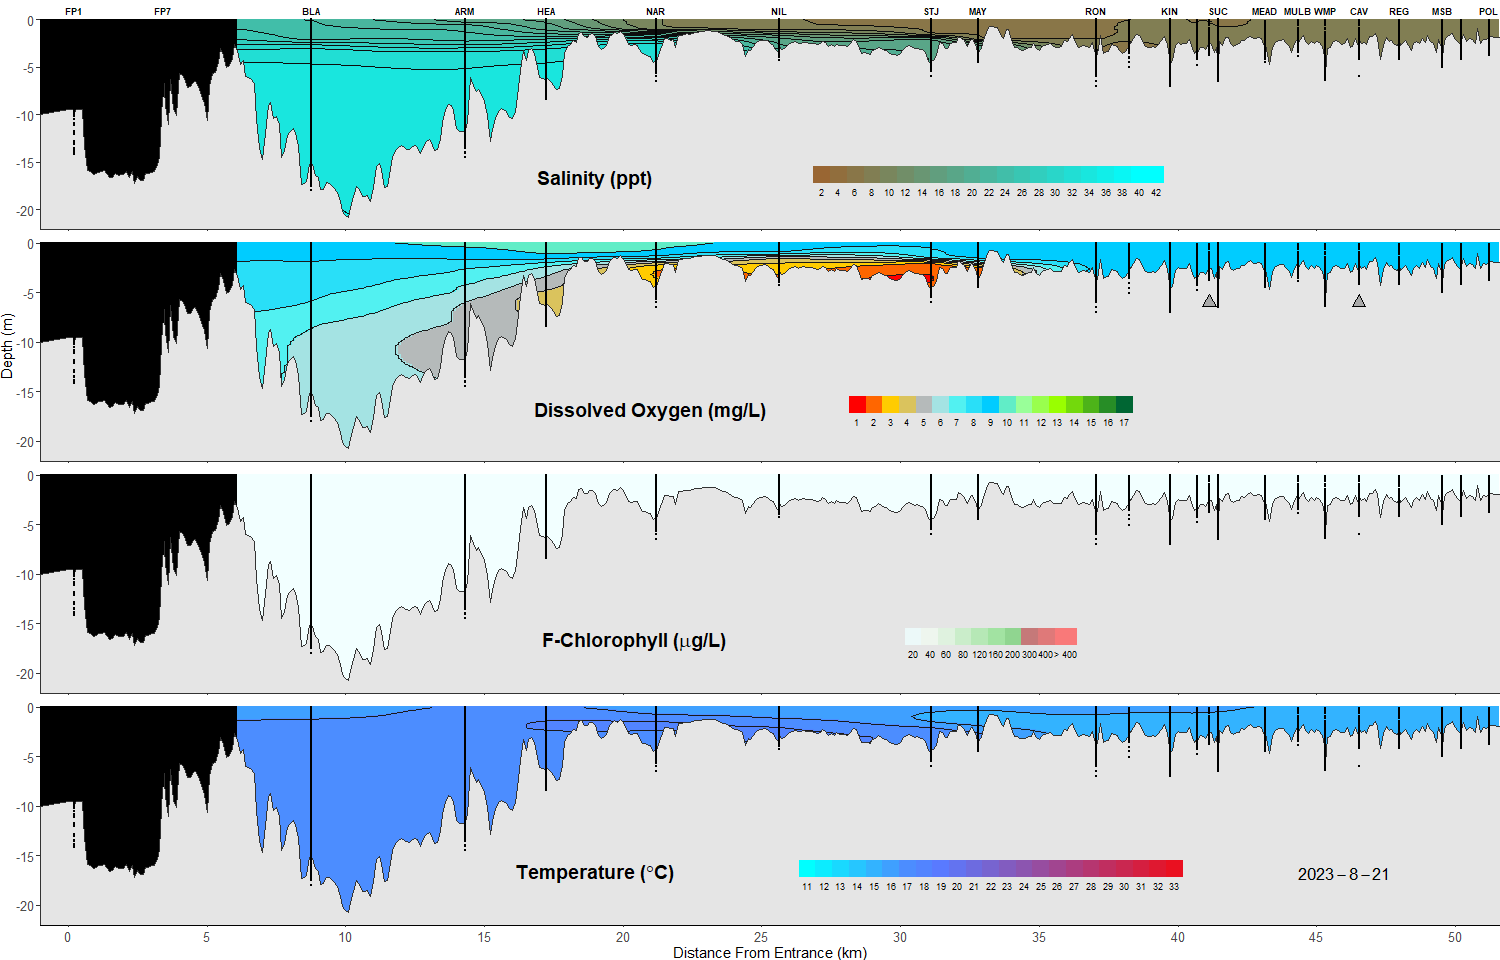 FP1 FP7 BLA ARM HEA NAR NIL STJ MAY RON KIN SUC MEAD MULB WMP CAV REG MSB POL
0
-5
-10
-15
-20
Salinity (ppt)
2 4 6 8 10 12 14 16 18 20 22 24 26 28 30 32 34 36 38 40 42
0
-5
-10
-15
-20
Dissolved Oxygen (mg/L)
1 2 3 4 5 6 7 8 9 10 11 12 13 14 15 16 17
Depth (m)
0
-5
-10
-15
-20
F-Chlorophyll (μg/L)
20 40 60 80 120 160 200 300 400 > 400
0
-5
-10
-15
-20
Temperature (°C)
11 12 13 14 15 16 17 18 19 20 21 22 23 24 25 26 27 28 29 30 31 32 33
2023-8-21
0 5 10 15 20 25 30 35 40 45 50
Distance From Entrance (km)